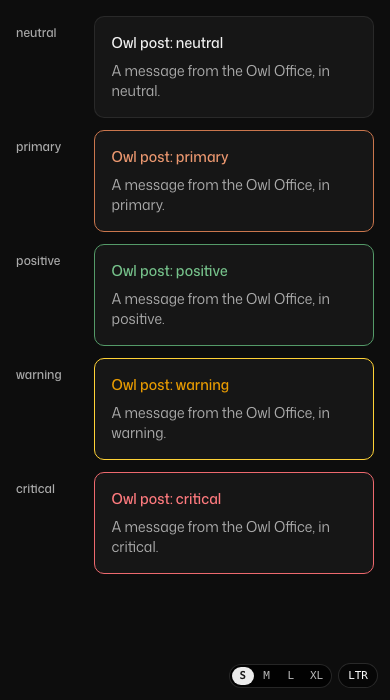 neutral
Owl post: neutral
A message from the Owl Office, in
neutral.
primary
Owl post: primary
A message from the Owl Office, in
primary.
positive
Owl post: positive
A message from the Owl Office, in
positive.
warning
Owl post: warning
A message from the Owl Office, in
warning.
critical
Owl post: critical
A message from the Owl Office, in
critical.
S M L XL LTR